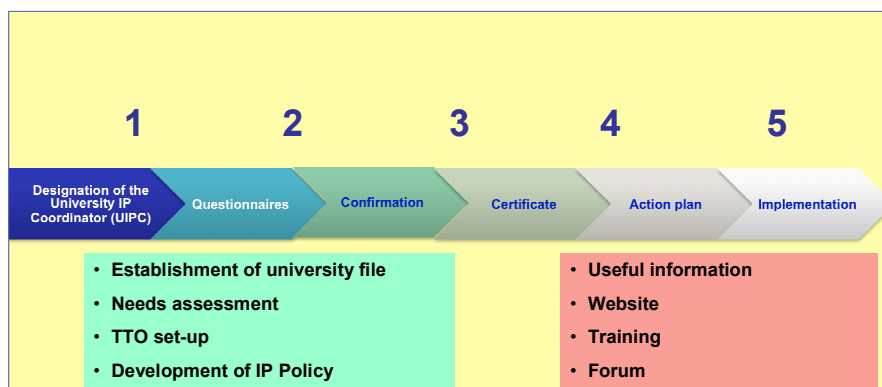 1 2 3 4 5
Designation of the
University IP
Coordinator (UIPC)
Questionnaires
Confirmation
Certificate
Action plan
Implementation
• Establishment of university file
• Needs assessment
• TTO set-up
• Development of IP Policy
• Useful information
• Website
• Training
• Forum